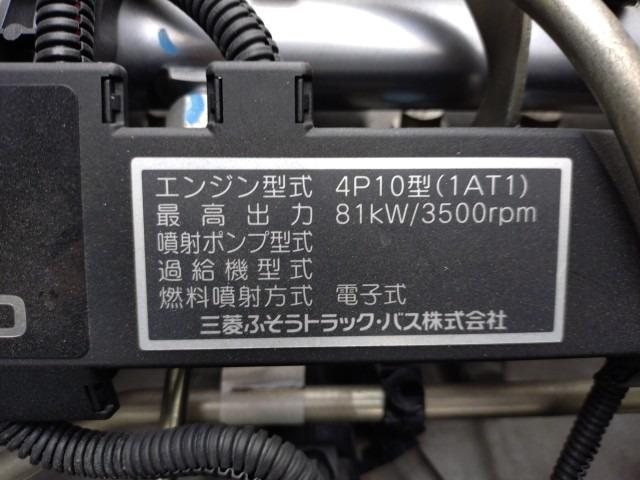 エンジン型式 4P10型(1AT1)
最高出力 81kW/3500rpm
噴射ポンプ型式
過給機型式
燃料噴射方式 電子式
三菱ふそうトラック・バス株式会社